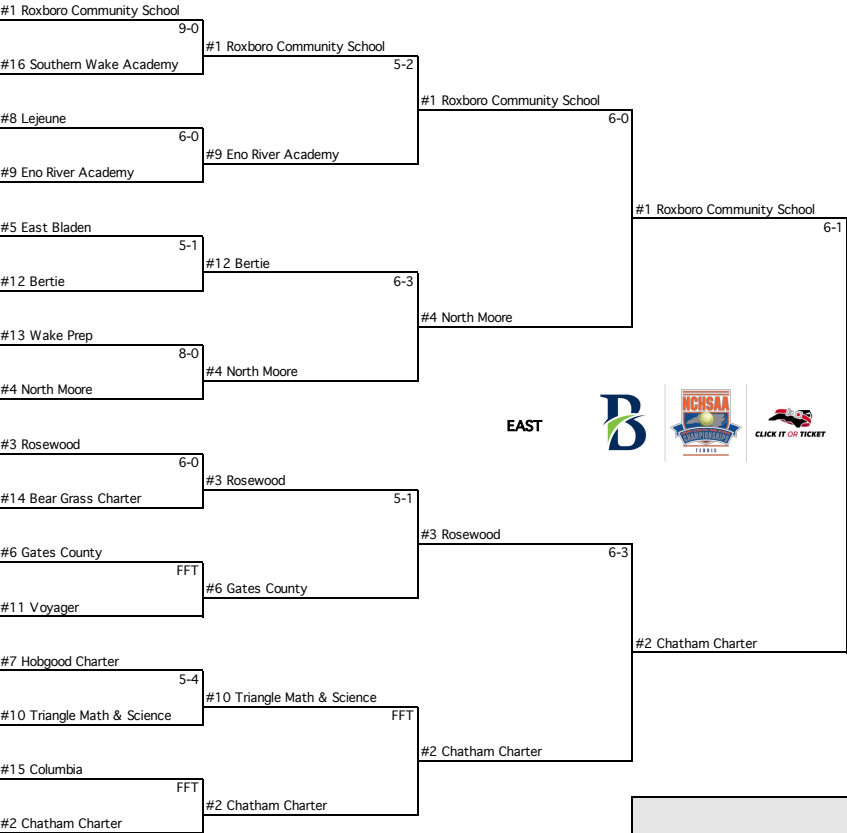 #1 Roxboro Community School
9-0
#1 Roxboro Community School
#16 Southern Wake Academy
5-2
#1 Roxboro Community School
#8 Lejeune
6-0
6-0
#9 Eno River Academy
#9 Eno River Academy
#1 Roxboro Community School
#5 East Bladen
6-1
5-1
#12 Bertie
#12 Bertie
6-3
#4 North Moore
#13 Wake Prep
8-0
#4 North Moore
#4 North Moore
EAST
B
NCHSAA
CHAMPIONSHIPS
TENNIS
CLICK IT OR TICKET
#3 Rosewood
6-0
#3 Rosewood
#14 Bear Grass Charter
5-1
#3 Rosewood
#6 Gates County
6-3
FFT
#6 Gates County
#11 Voyager
#2 Chatham Charter
#7 Hobgood Charter
5-4
#10 Triangle Math & Science
#10 Triangle Math & Science
FFT
#2 Chatham Charter
#15 Columbia
FFT
#2 Chatham Charter
#2 Chatham Charter